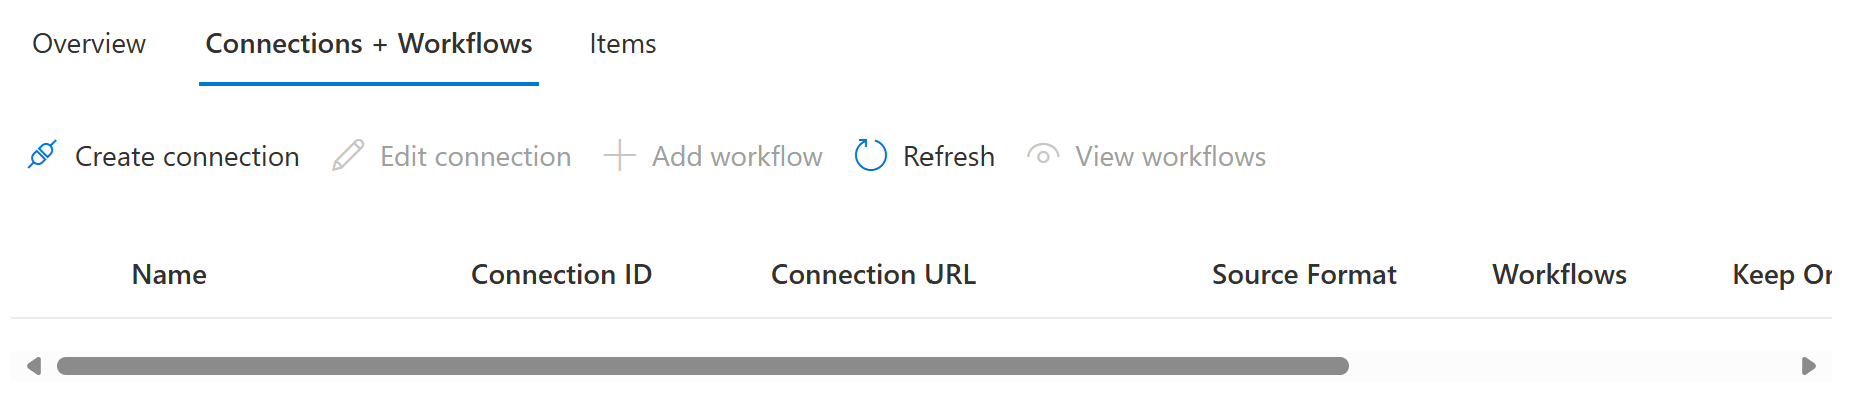 Overview Connections + Workflows Items
Create connection Edit connection Add workflow Refresh View workflows
Name Connection ID Connection URL Source Format Workflows Keep Or